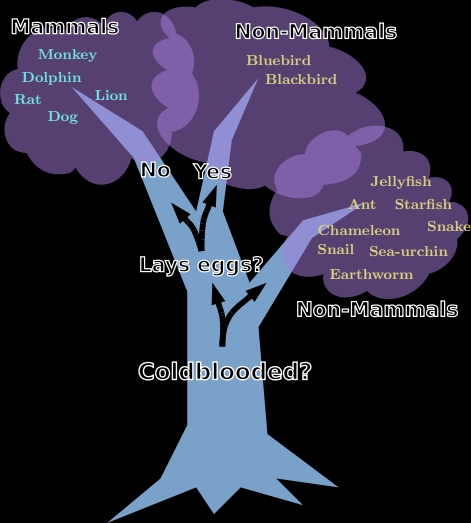 Mammals
Non-Mammals
Monkey
Dolphin
Rat
Lion
Dog
Bluebird
Blackbird
No
Yes
Jellyfish
Ant
Starfish
Chameleon
Snake
Snail
Sea-urchin
Earthworm
Lays eggs?
Non-Mammals
Coldblooded?